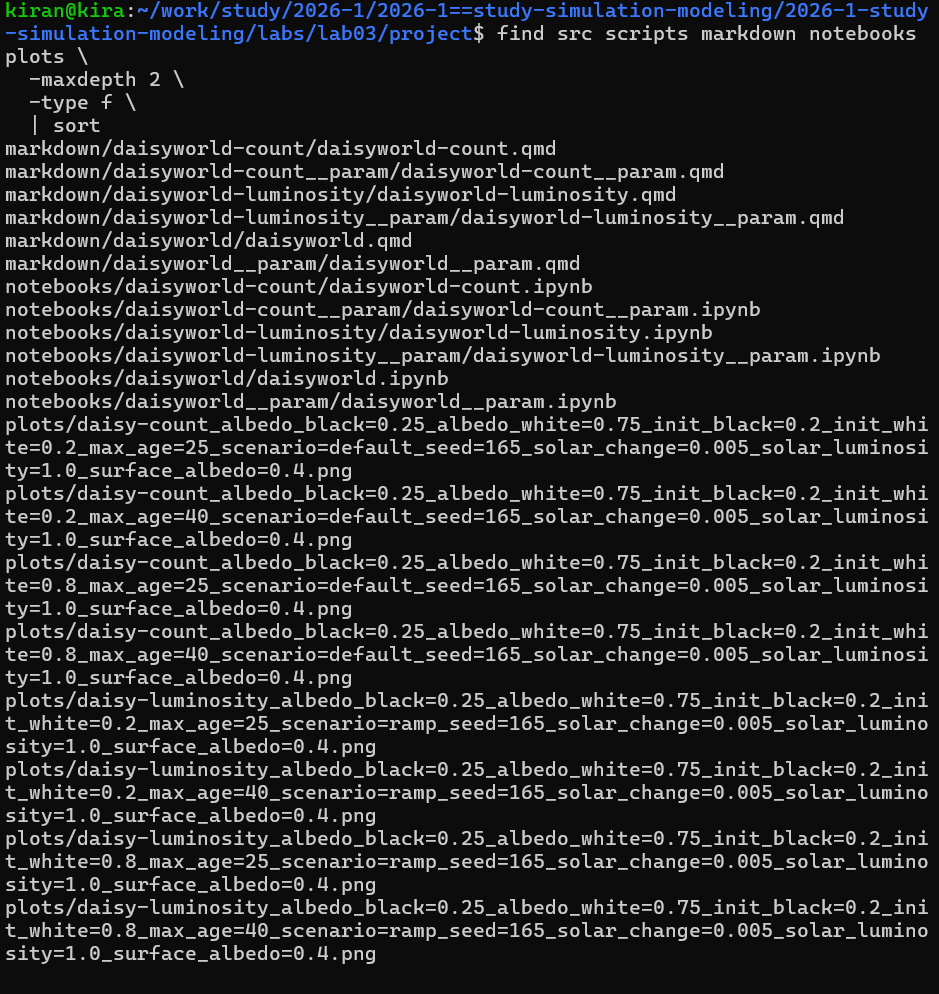 kiran@kira:~/work/study/2026-1/2026-1==study-simulation-modeling/2026-1-study
-simulation-modeling/labs/lab03/project$ find src scripts markdown notebooks
plots \
  -maxdepth 2 \
  -type f \
  | sort
markdown/daisyworld-count/daisyworld-count.qmd
markdown/daisyworld-count__param/daisyworld-count__param.qmd
markdown/daisyworld-luminosity/daisyworld-luminosity.qmd
markdown/daisyworld-luminosity__param/daisyworld-luminosity__param.qmd
markdown/daisyworld/daisyworld.qmd
markdown/daisyworld__param/daisyworld__param.qmd
notebooks/daisyworld-count/daisyworld-count.ipynb
notebooks/daisyworld-count__param/daisyworld-count__param.ipynb
notebooks/daisyworld-luminosity/daisyworld-luminosity.ipynb
notebooks/daisyworld-luminosity__param/daisyworld-luminosity__param.ipynb
notebooks/daisyworld/daisyworld.ipynb
notebooks/daisyworld__param/daisyworld__param.ipynb
plots/daisy-count_albedo_black=0.25_albedo_white=0.75_init_black=0.2_init_whi
te=0.2_max_age=25_scenario=default_seed=165_solar_change=0.005_solar_luminosi
ty=1.0_surface_albedo=0.4.png
plots/daisy-count_albedo_black=0.25_albedo_white=0.75_init_black=0.2_init_whi
te=0.2_max_age=40_scenario=default_seed=165_solar_change=0.005_solar_luminosi
ty=1.0_surface_albedo=0.4.png
plots/daisy-count_albedo_black=0.25_albedo_white=0.75_init_black=0.2_init_whi
te=0.8_max_age=25_scenario=default_seed=165_solar_change=0.005_solar_luminosi
ty=1.0_surface_albedo=0.4.png
plots/daisy-count_albedo_black=0.25_albedo_white=0.75_init_black=0.2_init_whi
te=0.8_max_age=40_scenario=default_seed=165_solar_change=0.005_solar_luminosi
ty=1.0_surface_albedo=0.4.png
plots/daisy-luminosity_albedo_black=0.25_albedo_white=0.75_init_black=0.2_ini
t_white=0.2_max_age=25_scenario=ramp_seed=165_solar_change=0.005_solar_lumino
sity=1.0_surface_albedo=0.4.png
plots/daisy-luminosity_albedo_black=0.25_albedo_white=0.75_init_black=0.2_ini
t_white=0.2_max_age=40_scenario=ramp_seed=165_solar_change=0.005_solar_lumino
sity=1.0_surface_albedo=0.4.png
plots/daisy-luminosity_albedo_black=0.25_albedo_white=0.75_init_black=0.2_ini
t_white=0.8_max_age=25_scenario=ramp_seed=165_solar_change=0.005_solar_lumino
sity=1.0_surface_albedo=0.4.png
plots/daisy-luminosity_albedo_black=0.25_albedo_white=0.75_init_black=0.2_ini
t_white=0.8_max_age=40_scenario=ramp_seed=165_solar_change=0.005_solar_lumino
sity=1.0_surface_albedo=0.4.png